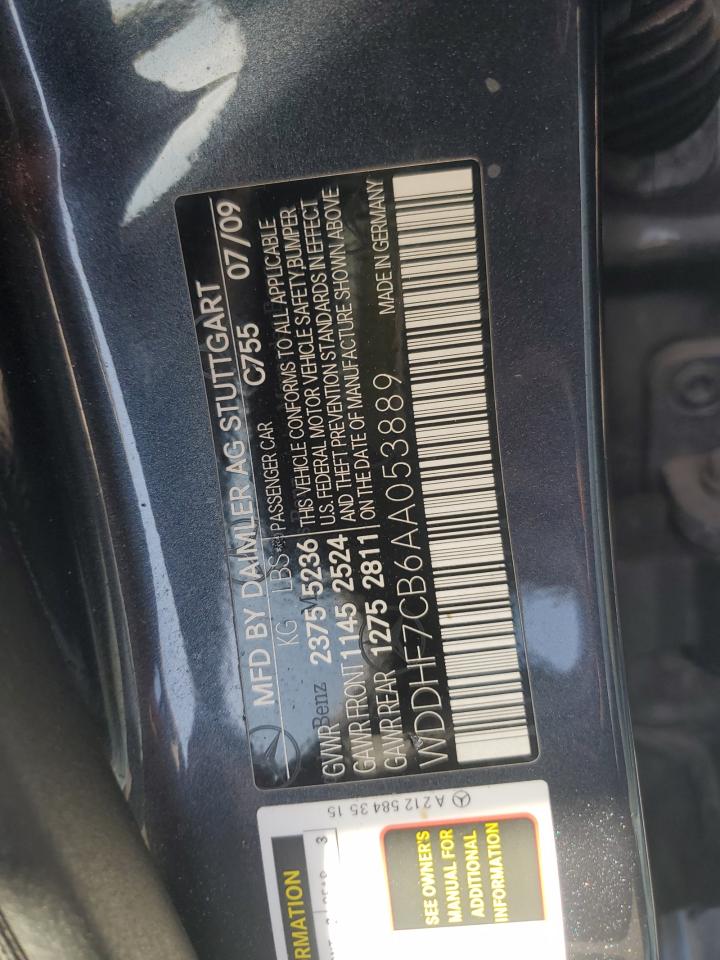 MFD BY DAIMLER AG STUTTGART
KG LBS C755 07/09
PASSENGER CAR
GVWR 2375 5236
GAWR FRONT 1145 2524
GAWR REAR 1275 2811
THIS VEHICLE CONFORMS TO ALL APPLICABLE
U.S. FEDERAL MOTOR VEHICLE SAFETY, BUMPER
AND THEFT PREVENTION STANDARDS IN EFFECT
ON THE DATE OF MANUFACTURE SHOWN ABOVE
Benz
WDDHF7CB6AA053889 MADE IN GERMANY
A 212 584 35 15
RMATION
3
SEE OWNER'S
MANUAL FOR
ADDITIONAL
INFORMATION